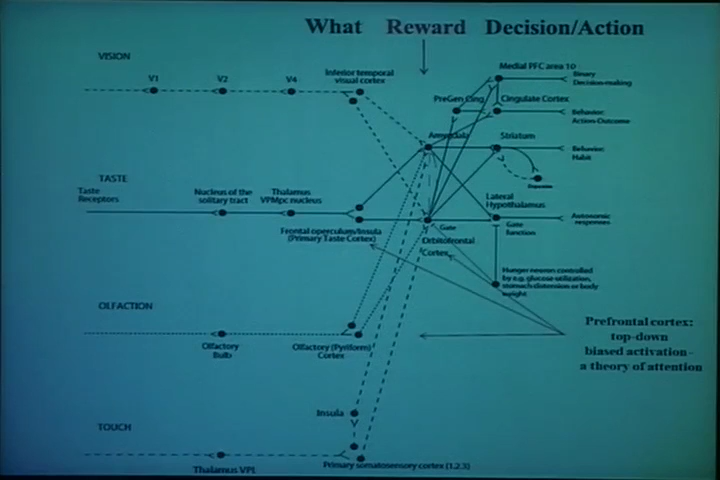 What Reward Decision/Action
VISION
V1
V2
V4
Inferior temporal
visual cortex
Medial PFC area 10
Binary
Decision-making
PreGen Cing
Cingulate Cortex
Behavior:
Action-Outcome
Amygdala
Striatum
Behavior:
Habit
Dopamine
TASTE
Taste
Receptors
Nucleus of the
solitary tract
Thalamus
VPMpc nucleus
Frontal operculum/Insula
(Primary Taste Cortex)
Lateral
Hypothalamus
Gate
Orbitofrontal
Cortex
Gate
function
Autonomic
responses
Hunger neuron controlled
by e.g. glucose utilization,
stomach distension or body
weight
OLFACTION
Olfactory
Bulb
Olfactory (Pyriform)
Cortex
Prefrontal cortex:
top-down
biased activation -
a theory of attention
TOUCH
Insula
Thalamus VPL
Primary somatosensory cortex (1,2,3)